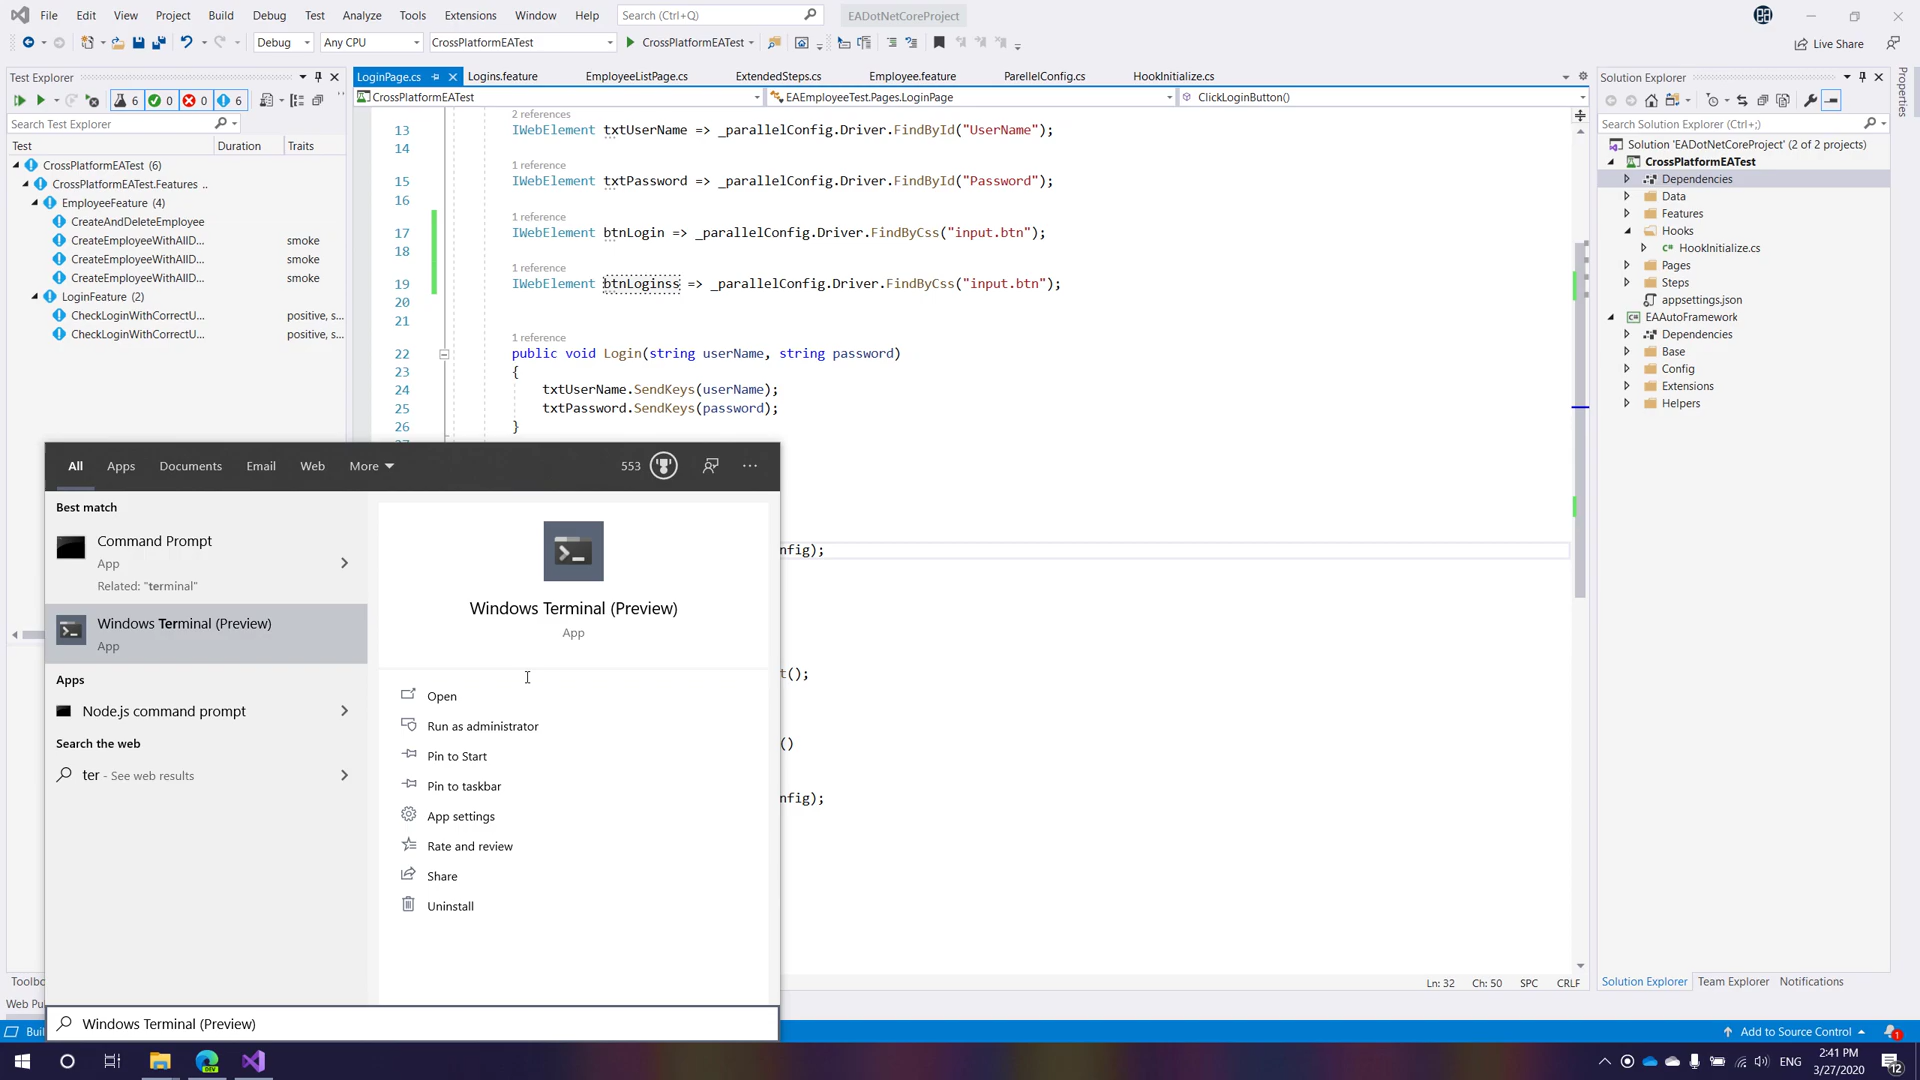 File Edit View Project Build Debug Test Analyze Tools Extensions Window Help Search (Ctrl+Q) EADotNetCoreProject
Debug Any CPU CrossPlatformEATest CrossPlatformEATest Live Share
Test Explorer
6 0 0 6
Search Test Explorer
Test Duration Traits
CrossPlatformEATest (6)
CrossPlatformEATest.Features ..
EmployeeFeature (4)
CreateAndDeleteEmployee
CreateEmployeeWithAllD... smoke
CreateEmployeeWithAllD... smoke
CreateEmployeeWithAllD... smoke
LoginFeature (2)
CheckLoginWithCorrectU... positive, s...
CheckLoginWithCorrectU... positive, s...
LoginPage.cs Logins.feature EmployeeListPage.cs ExtendedSteps.cs Employee.feature ParellelConfig.cs HookInitialize.cs
CrossPlatformEATest EAEmployeeTest.Pages.LoginPage ClickLoginButton()
2 references
13 IWebElement txtUserName => _parallelConfig.Driver.FindById("UserName");
14
1 reference
15 IWebElement txtPassword => _parallelConfig.Driver.FindById("Password");
16
1 reference
17 IWebElement btnLogin => _parallelConfig.Driver.FindByCss("input.btn");
18
1 reference
19 IWebElement btnLoginss => _parallelConfig.Driver.FindByCss("input.btn");
20
21
1 reference
22 public void Login(string userName, string password)
23 {
24 txtUserName.SendKeys(userName);
25 txtPassword.SendKeys(password);
26 }
nfig);
t();
()
nfig);
Ln: 32 Ch: 50 SPC CRLF
Solution Explorer
Search Solution Explorer (Ctrl+;)
Solution 'EADotNetCoreProject' (2 of 2 projects)
CrossPlatformEATest
Dependencies
Data
Features
Hooks
C# HookInitialize.cs
Pages
Steps
appsettings.json
C# EAAutoFramework
Dependencies
Base
Config
Extensions
Helpers
Solution Explorer Team Explorer Notifications
Properties
All Apps Documents Email Web More 553 ...
Best match
Command Prompt
App
Related: "terminal"
Windows Terminal (Preview)
App
Apps
Node.js command prompt
Search the web
ter - See web results
Windows Terminal (Preview)
App
Open
Run as administrator
Pin to Start
Pin to taskbar
App settings
Rate and review
Share
Uninstall
Windows Terminal (Preview)
Toolbo
Web Pu
Buil
Add to Source Control 1
DEV
ENG 2:41 PM
3/27/2020 12